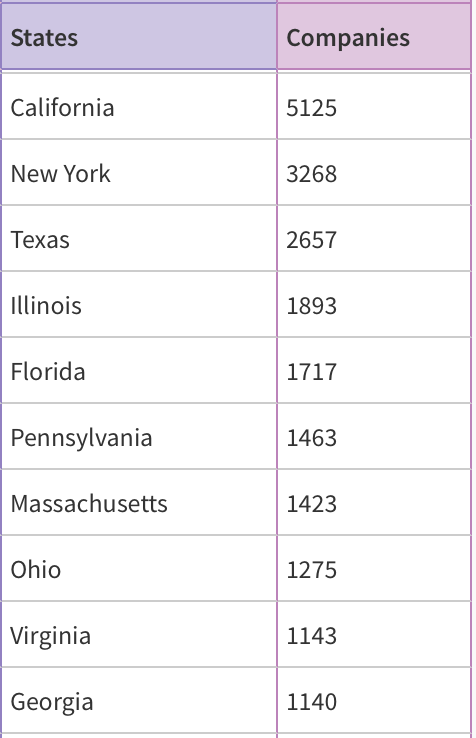 States Companies
California 5125
New York 3268
Texas 2657
Illinois 1893
Florida 1717
Pennsylvania 1463
Massachusetts 1423
Ohio 1275
Virginia 1143
Georgia 1140